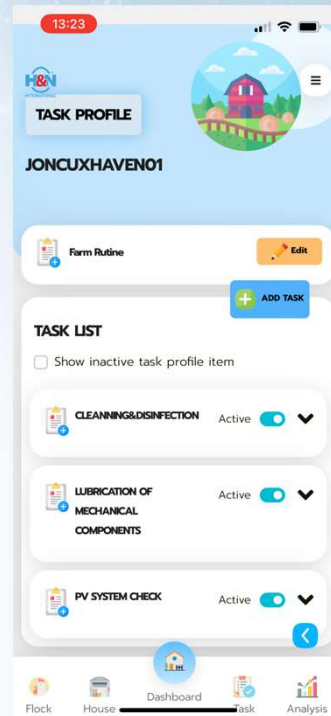 13:23
H&N
INTERNATIONAL
TASK PROFILE
JONCUXHAVEN01
Farm Rutine
Edit
ADD TASK
TASK LIST
Show inactive task profile item
CLEANNING&DISINFECTION
Active
LUBRICATION OF
MECHANICAL
COMPONENTS
Active
PV SYSTEM CHECK
Active
Flock
House
Dashboard
Task
Analysis